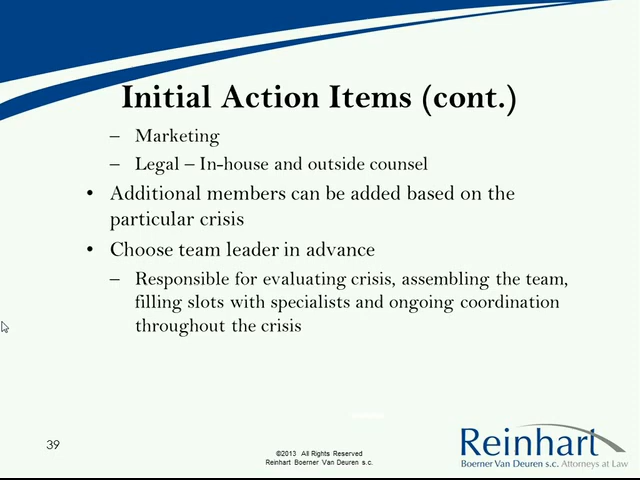 Initial Action Items (cont.)
– Marketing
– Legal – In-house and outside counsel
• Additional members can be added based on the
particular crisis
• Choose team leader in advance
– Responsible for evaluating crisis, assembling the team,
filling slots with specialists and ongoing coordination
throughout the crisis
39
©2013 All Rights Reserved
Reinhart Boerner Van Deuren s.c.
Reinhart
Boerner Van Deuren s.c. Attorneys at Law